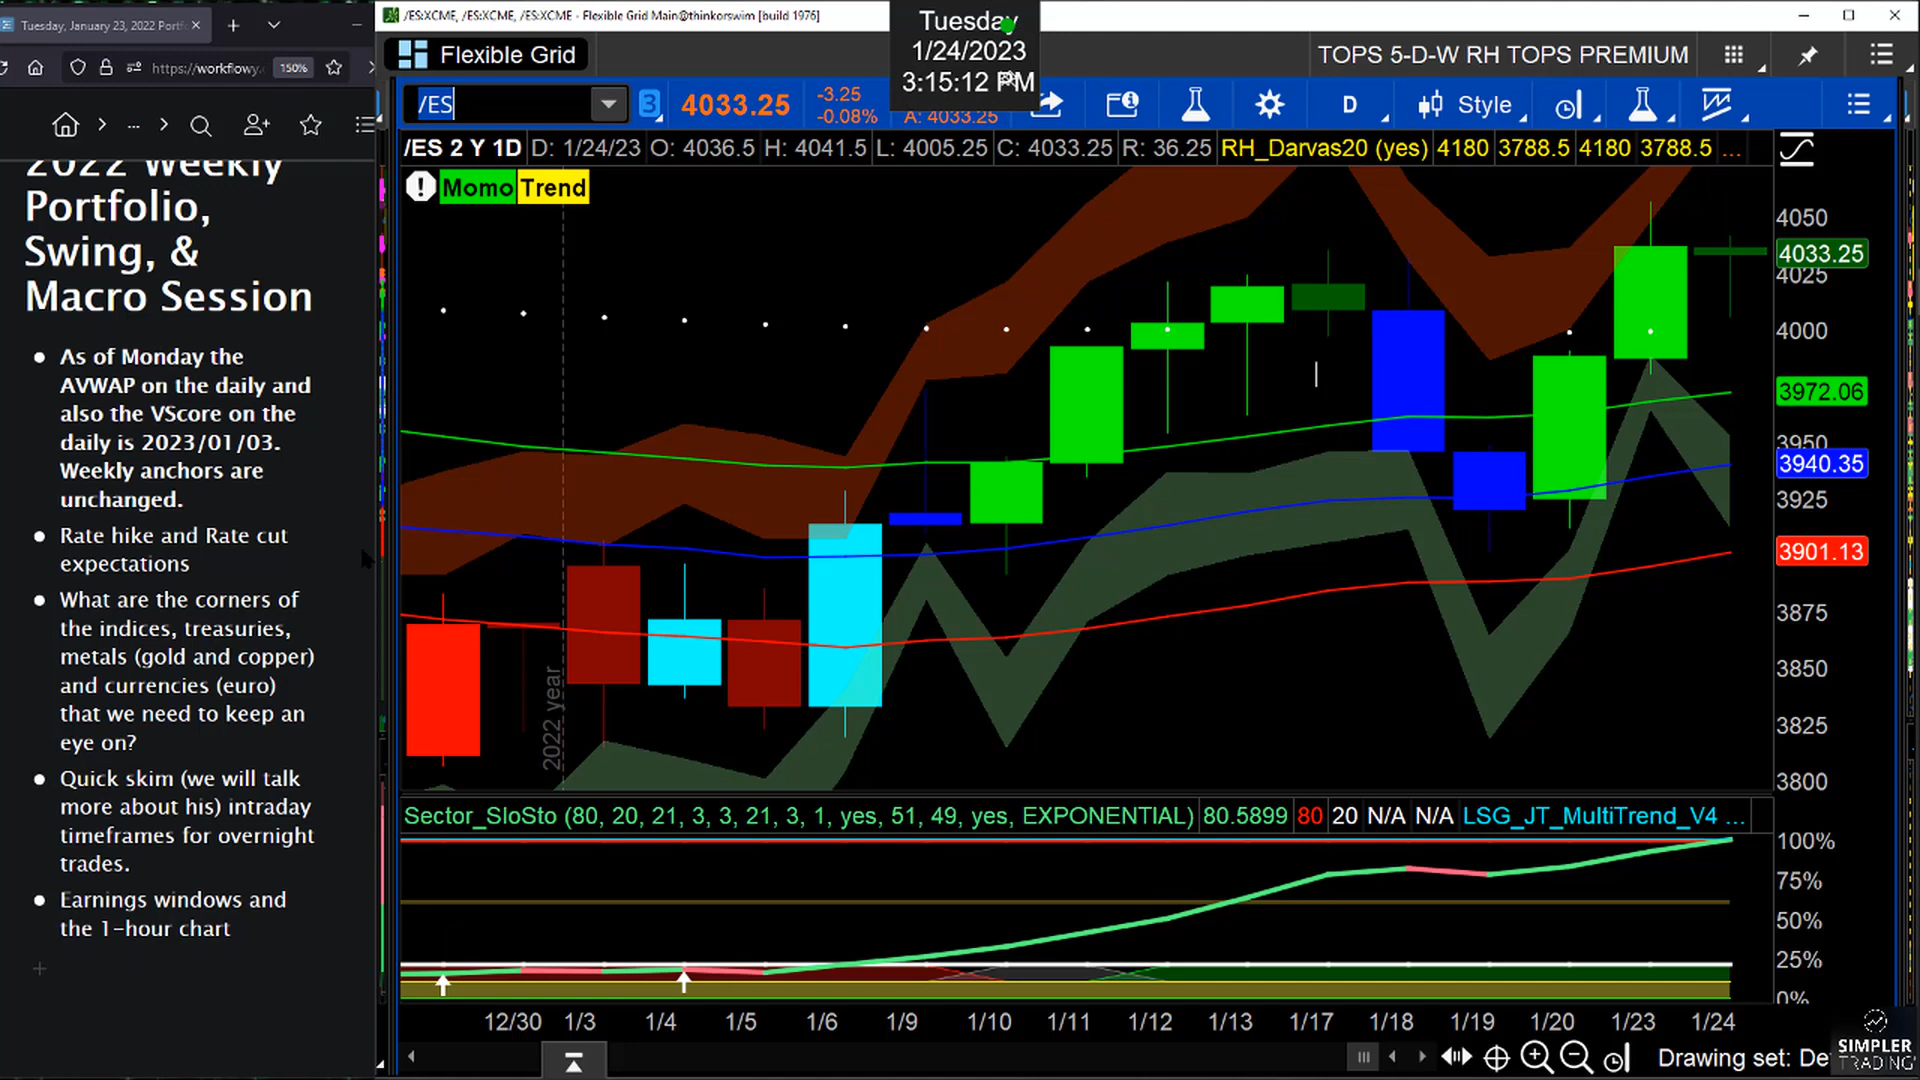 Tuesday, January 23, 2022 Portf
https://workflowy.
150%
2022 Weekly
Portfolio,
Swing, &
Macro Session
As of Monday the
AVWAP on the daily and
also the VScore on the
daily is 2023/01/03.
Weekly anchors are
unchanged.
Rate hike and Rate cut
expectations
What are the corners of
the indices, treasuries,
metals (gold and copper)
and currencies (euro)
that we need to keep an
eye on?
Quick skim (we will talk
more about his) intraday
timeframes for overnight
trades.
Earnings windows and
the 1-hour chart
/ES:XCME, /ES:XCME, /ES:XCME - Flexible Grid Main@thinkorswim [build 1976]
Tuesday
1/24/2023
3:15:12 PM
Flexible Grid
TOPS 5-D-W RH TOPS PREMIUM
/ES
3
4033.25
-3.25
-0.08%
A: 4033.25
D
Style
/ES 2 Y 1D
D: 1/24/23
O: 4036.5
H: 4041.5
L: 4005.25
C: 4033.25
R: 36.25
RH_Darvas20 (yes)
4180
3788.5
4180
3788.5
...
Momo
Trend
4050
4033.25
4025
4000
3972.06
3950
3940.35
3925
3901.13
3875
3850
3825
3800
2022 year
Sector_SloSto (80, 20, 21, 3, 3, 21, 3, 1, yes, 51, 49, yes, EXPONENTIAL)
80.5899
80
20
N/A
N/A
LSG_JT_MultiTrend_V4 ...
100%
75%
50%
25%
0%
12/30
1/3
1/4
1/5
1/6
1/9
1/10
1/11
1/12
1/13
1/17
1/18
1/19
1/20
1/23
1/24
Drawing set: De
SIMPLER
TRADING